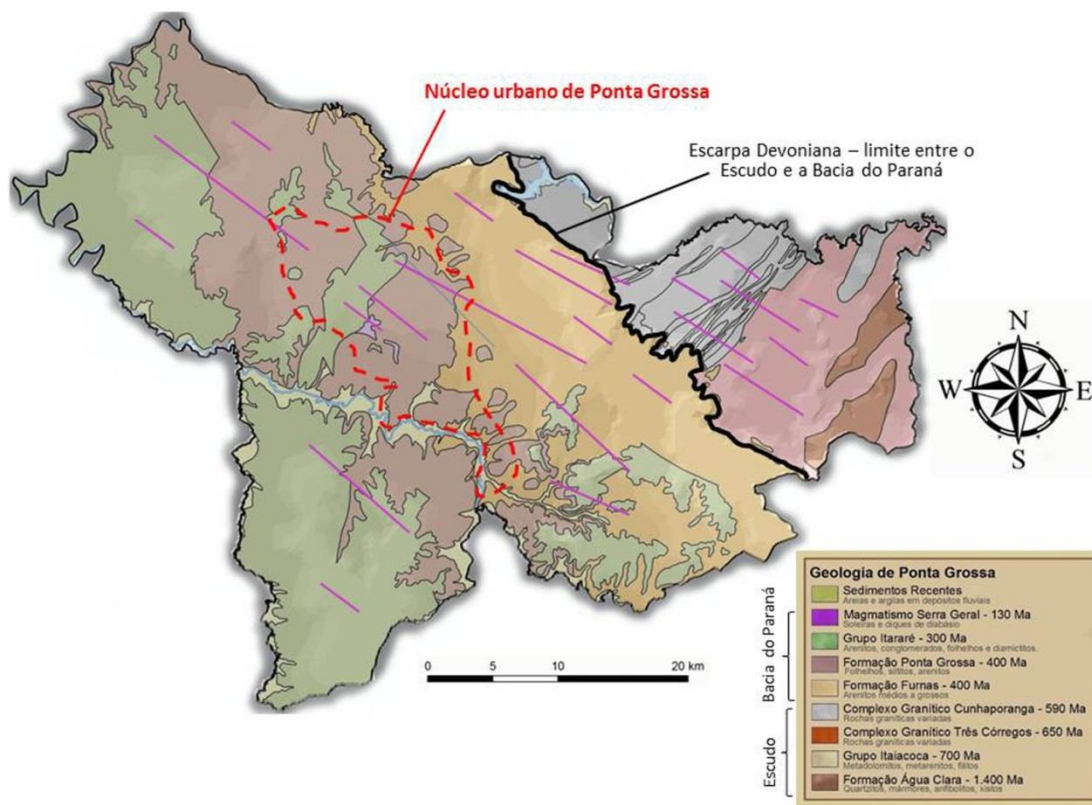 Núcleo urbano de Ponta Grossa
Escarpa Devoniana – limite entre o
Escudo e a Bacia do Paraná
N
W
E
S
0
5
10
20 km
Geologia de Ponta Grossa
Sedimentos Recentes
Areias e argilas em depósitos fluviais
Bacia do Paraná
Magmatismo Serra Geral - 130 Ma
Soleiras e diques de diabásio
Grupo Itararé - 300 Ma
Arenitos, conglomerados, folhelhos e diamictitos.
Formação Ponta Grossa - 400 Ma
Folhelhos, siltitos, arenitos
Formação Furnas - 400 Ma
Arenitos médios a grossos
Escudo
Complexo Granítico Cunhaporanga - 590 Ma
Rochas graníticas variadas
Complexo Granítico Três Córregos - 650 Ma
Rochas graníticas variadas
Grupo Itaiacoca - 700 Ma
Metadolomitos, metarenitos, filitos
Formação Água Clara - 1.400 Ma
Quartzitos, mármores, anfibolitos, xistos